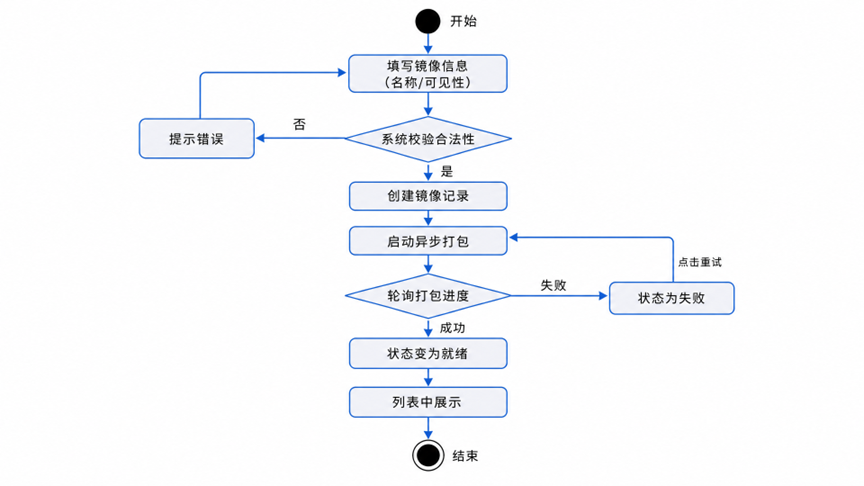 开始
填写镜像信息
（名称/可见性）
提示错误
否
系统校验合法性
是
创建镜像记录
启动异步打包
点击重试
轮询打包进度
失败
状态为失败
成功
状态变为就绪
列表中展示
结束